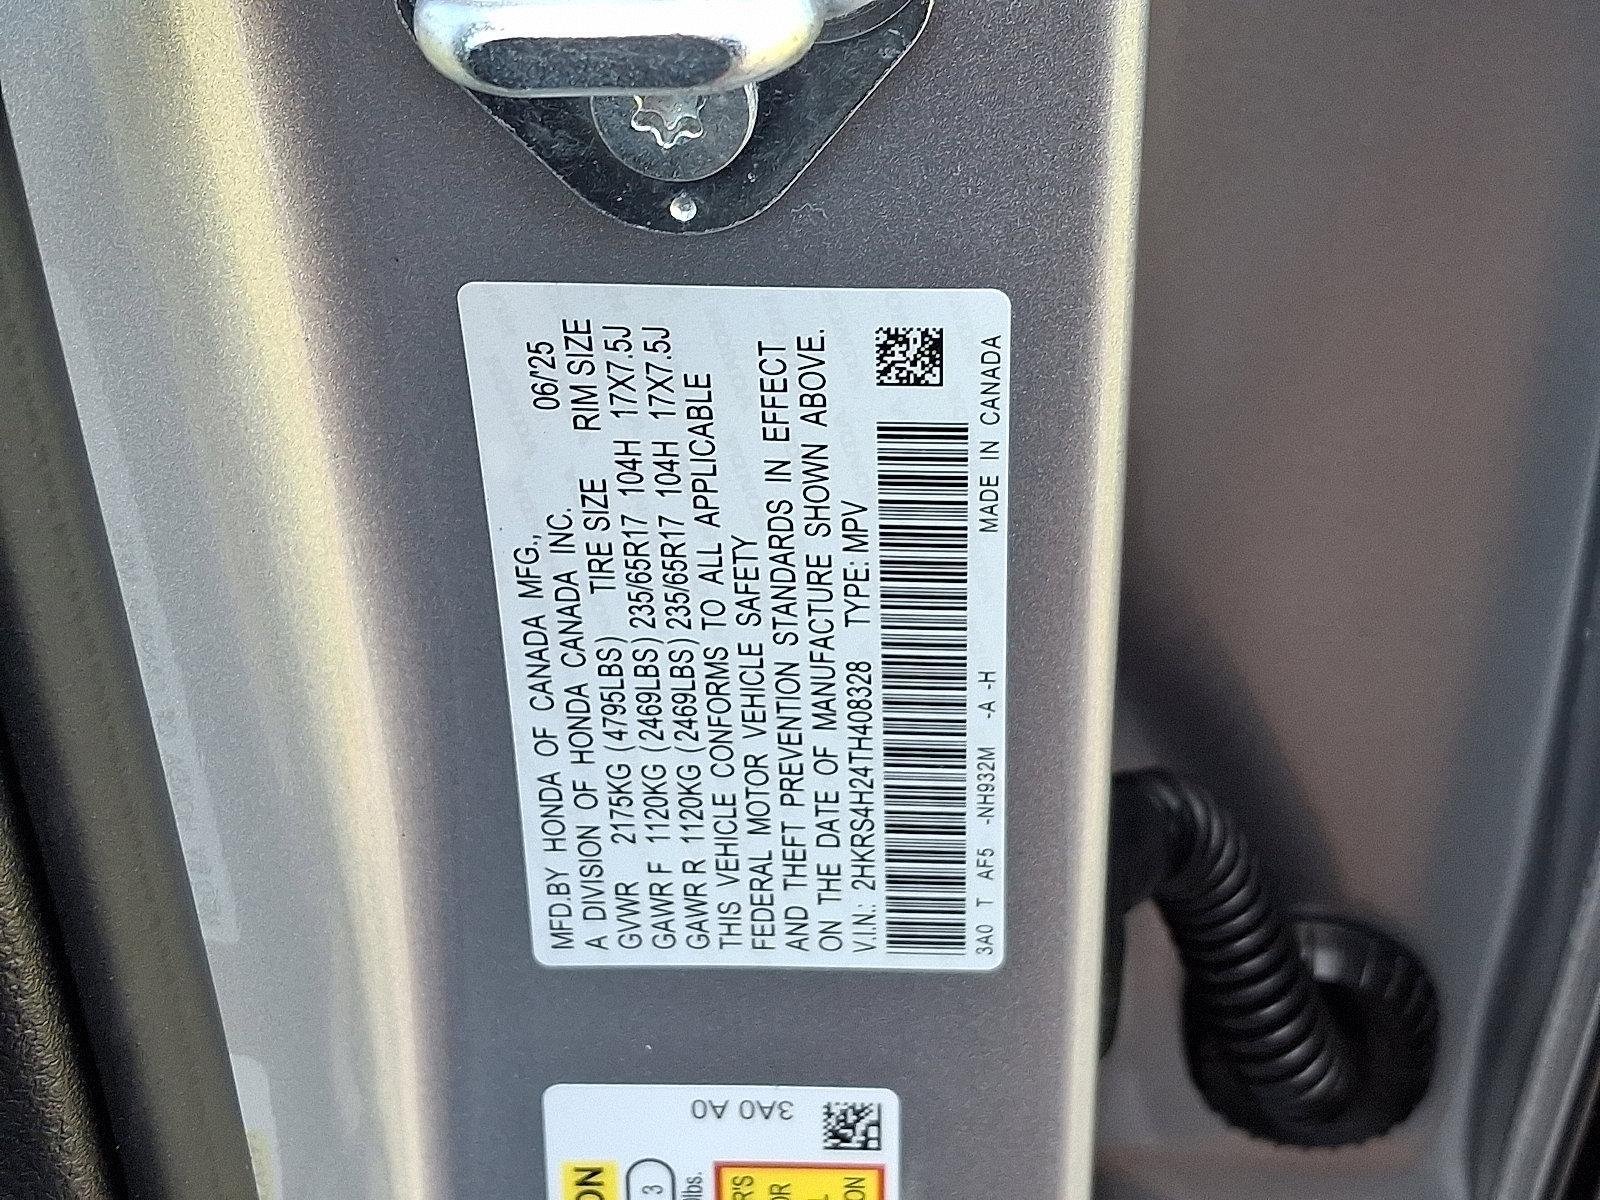 MFD.BY HONDA OF CANADA MFG., 06/'25
A DIVISION OF HONDA CANADA INC.
TIRE SIZE RIM SIZE
GVWR 2175KG (4795LBS)
GAWR F 1120KG (2469LBS) 235/65R17 104H 17X7.5J
GAWR R 1120KG (2469LBS) 235/65R17 104H 17X7.5J
THIS VEHICLE CONFORMS TO ALL APPLICABLE
FEDERAL MOTOR VEHICLE SAFETY
AND THEFT PREVENTION STANDARDS IN EFFECT
ON THE DATE OF MANUFACTURE SHOWN ABOVE.
V.I.N.: 2HKRS4H24TH408328 TYPE: MPV
3A0 T AF5 -NH932M -A -H MADE IN CANADA
3A0 A0
3
lbs.